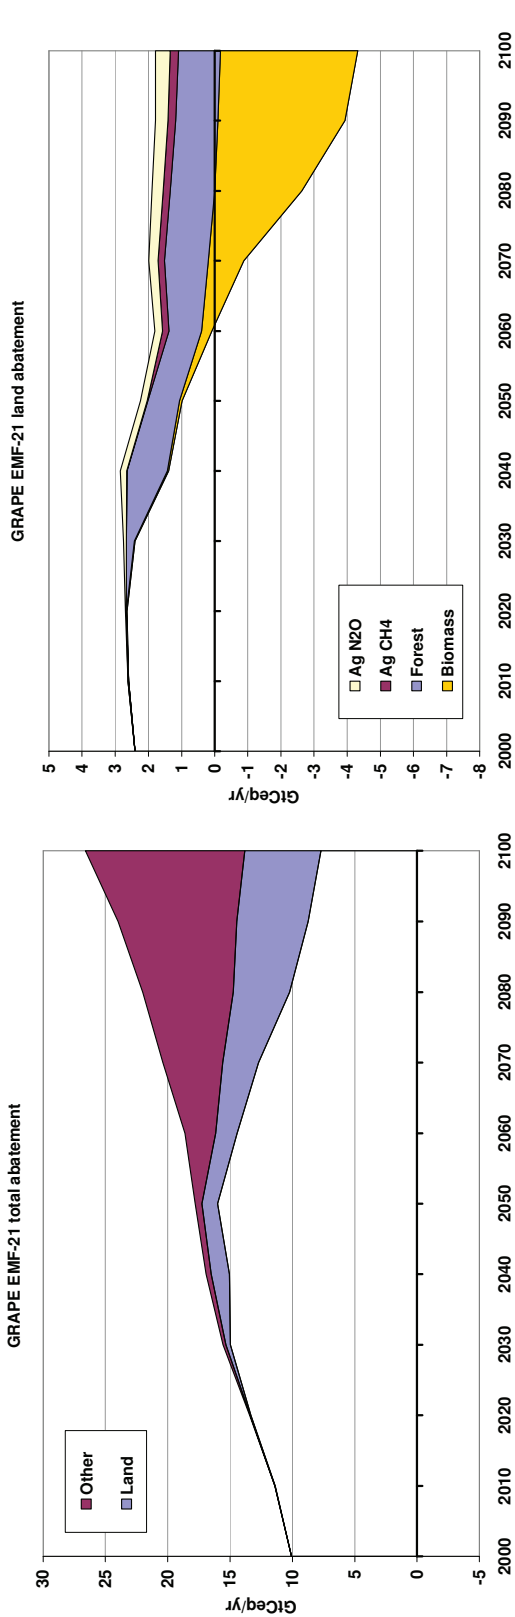 GRAPE EMF-21 total abatement
30
25
20
15
10
5
0
-5
GtCeq/yr
Other
Land
2000 2010 2020 2030 2040 2050 2060 2070 2080 2090 2100
GRAPE EMF-21 land abatement
5
4
3
2
1
0
-1
-2
-3
-4
-5
-6
-7
-8
GtCeq/yr
Ag N2O
Ag CH4
Forest
Biomass
2000 2010 2020 2030 2040 2050 2060 2070 2080 2090 2100